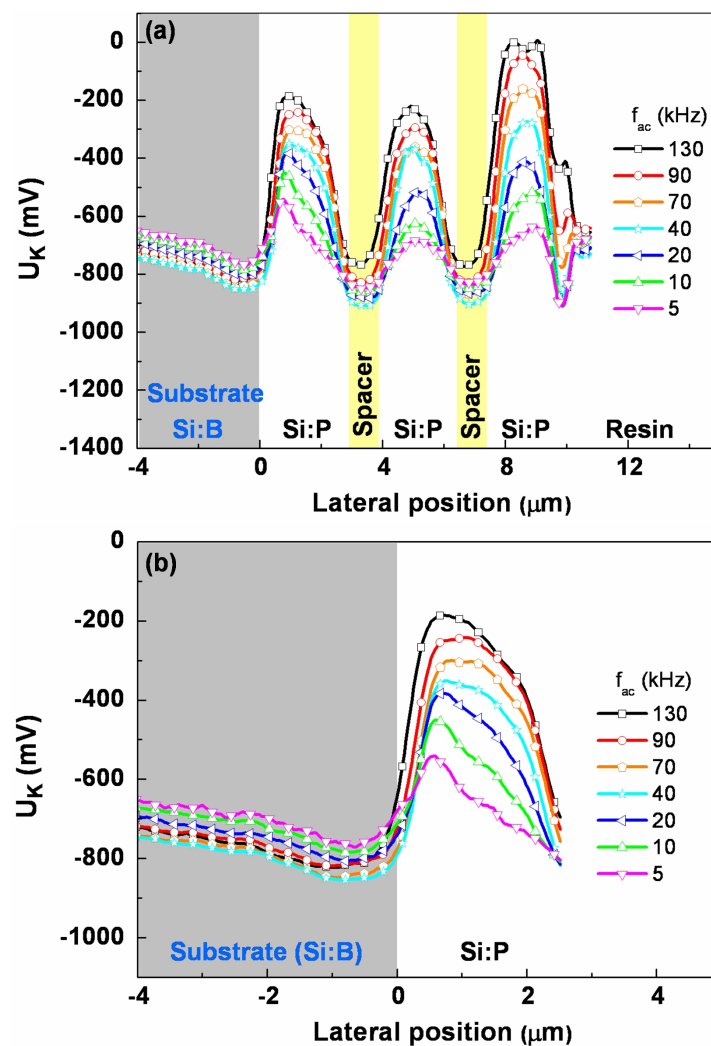 (a)
0
-200
-400
-600
-800
-1000
-1200
-1400
U_K (mV)
f_ac (kHz)
130
90
70
40
20
10
5
Substrate
Si:B
Si:P
Spacer
Si:P
Spacer
Si:P
Resin
-4 0 4 8 12
Lateral position (μm)
(b)
0
-200
-400
-600
-800
-1000
U_K (mV)
f_ac (kHz)
130
90
70
40
20
10
5
Substrate (Si:B)
Si:P
-4 -2 0 2 4
Lateral position (μm)